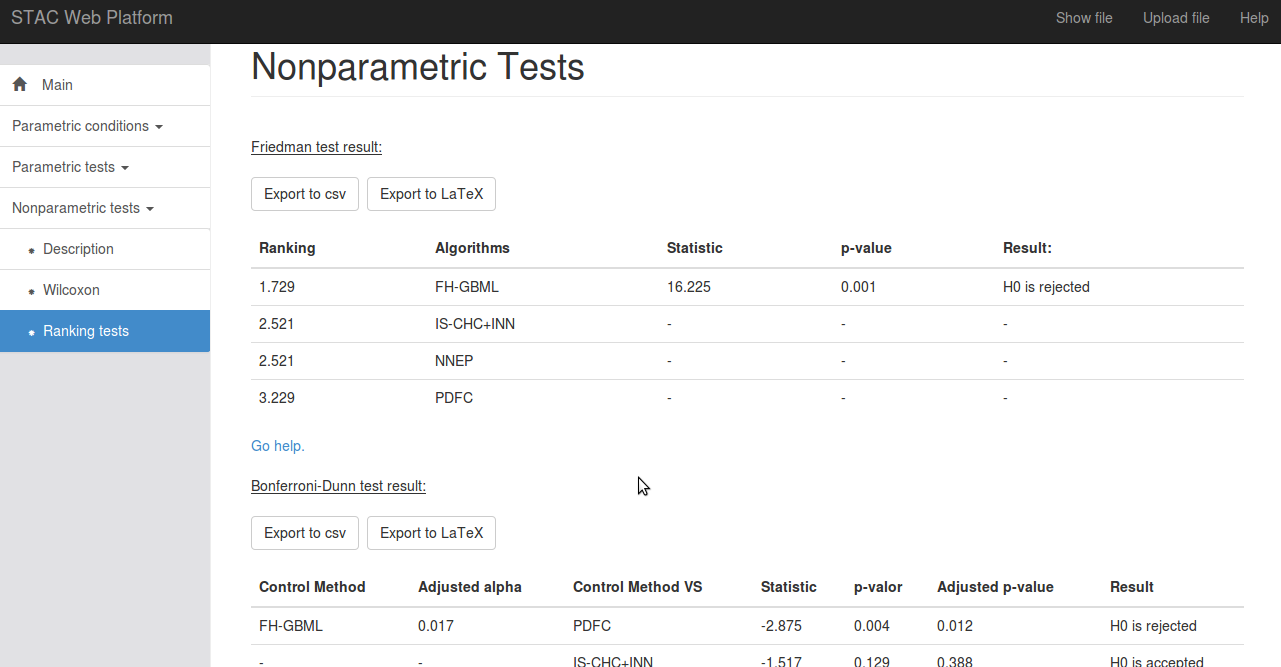 STAC Web Platform Show file Upload file Help
Main
Parametric conditions
Parametric tests
Nonparametric tests
Description
Wilcoxon
Ranking tests
Nonparametric Tests
Friedman test result:
Export to csv Export to LaTeX
Ranking Algorithms Statistic p-value Result:
1.729 FH-GBML 16.225 0.001 H0 is rejected
2.521 IS-CHC+INN - - -
2.521 NNEP - - -
3.229 PDFC - - -
Go help.
Bonferroni-Dunn test result:
Export to csv Export to LaTeX
Control Method Adjusted alpha Control Method VS Statistic p-valor Adjusted p-value Result
FH-GBML 0.017 PDFC -2.875 0.004 0.012 H0 is rejected
- - IS-CHC+INN -1.517 0.129 0.388 H0 is accepted